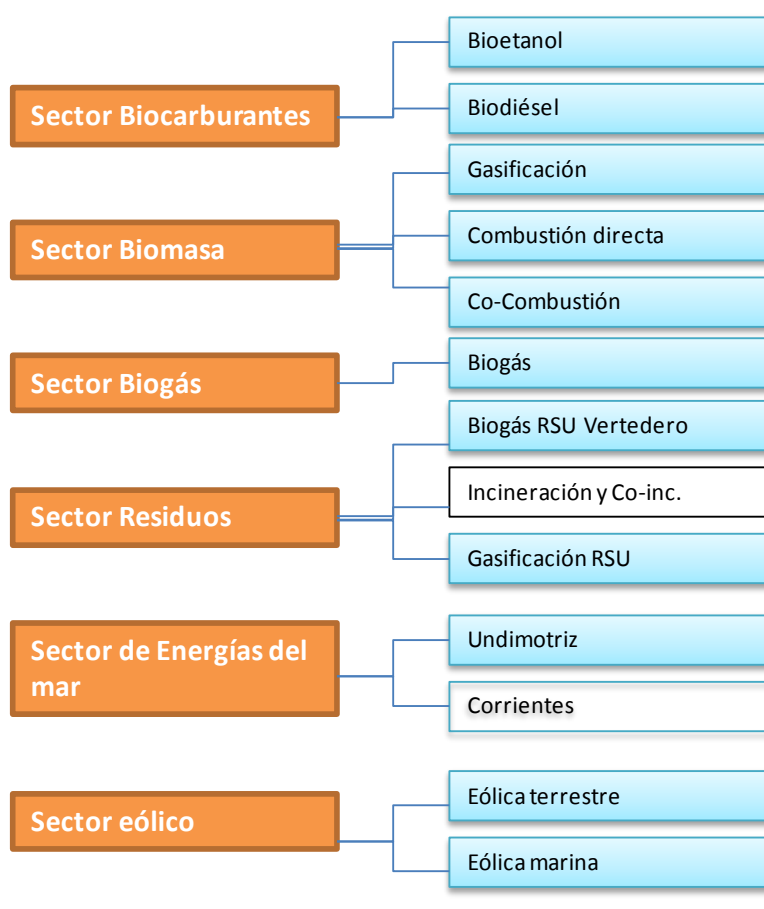 Sector Biocarburantes
Bioetanol
Biodiésel
Sector Biomasa
Gasificación
Combustión directa
Co-Combustión
Sector Biogás
Biogás
Sector Residuos
Biogás RSU Vertedero
Incineración y Co-inc.
Gasificación RSU
Sector de Energías del
mar
Undimotriz
Corrientes
Sector eólico
Eólica terrestre
Eólica marina